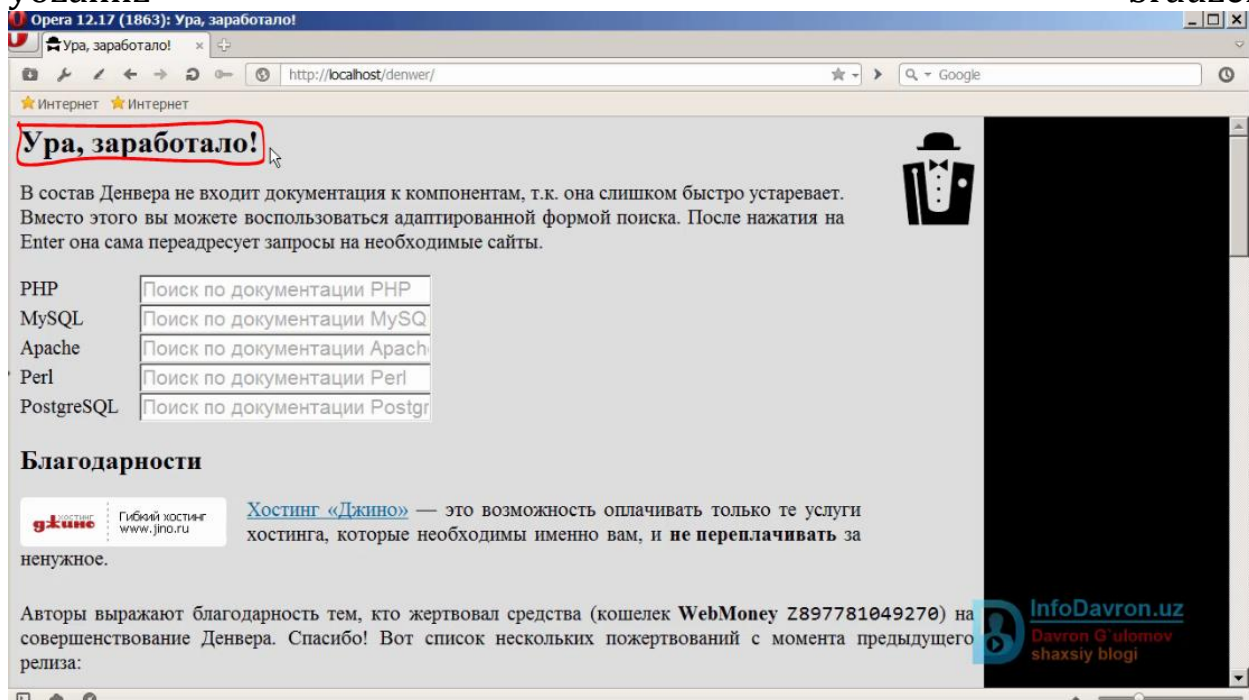 Opera 12.17 (1863): Ура, заработало!
Ура, заработало!
http://localhost/denwer/
Google
Интернет Интернет
Ура, заработало!
В состав Денвера не входит документация к компонентам, т.к. она слишком быстро устаревает.
Вместо этого вы можете воспользоваться адаптированной формой поиска. После нажатия на
Enter она сама переадресует запросы на необходимые сайты.
PHP Поиск по документации PHP
MySQL Поиск по документации MySQ
Apache Поиск по документации Apach
Perl Поиск по документации Perl
PostgreSQL Поиск по документации Postgr
Благодарности
джино хостинг Гибкий хостинг
www.jino.ru
Хостинг «Джино» — это возможность оплачивать только те услуги
хостинга, которые необходимы именно вам, и не переплачивать за
ненужное.
Авторы выражают благодарность тем, кто жертвовал средства (кошелек WebMoney Z897781049270) на
совершенствование Денвера. Спасибо! Вот список нескольких пожертвований с момента предыдущего
релиза:
InfoDavron.uz
Davron G`ulomov
shaxsiy blogi